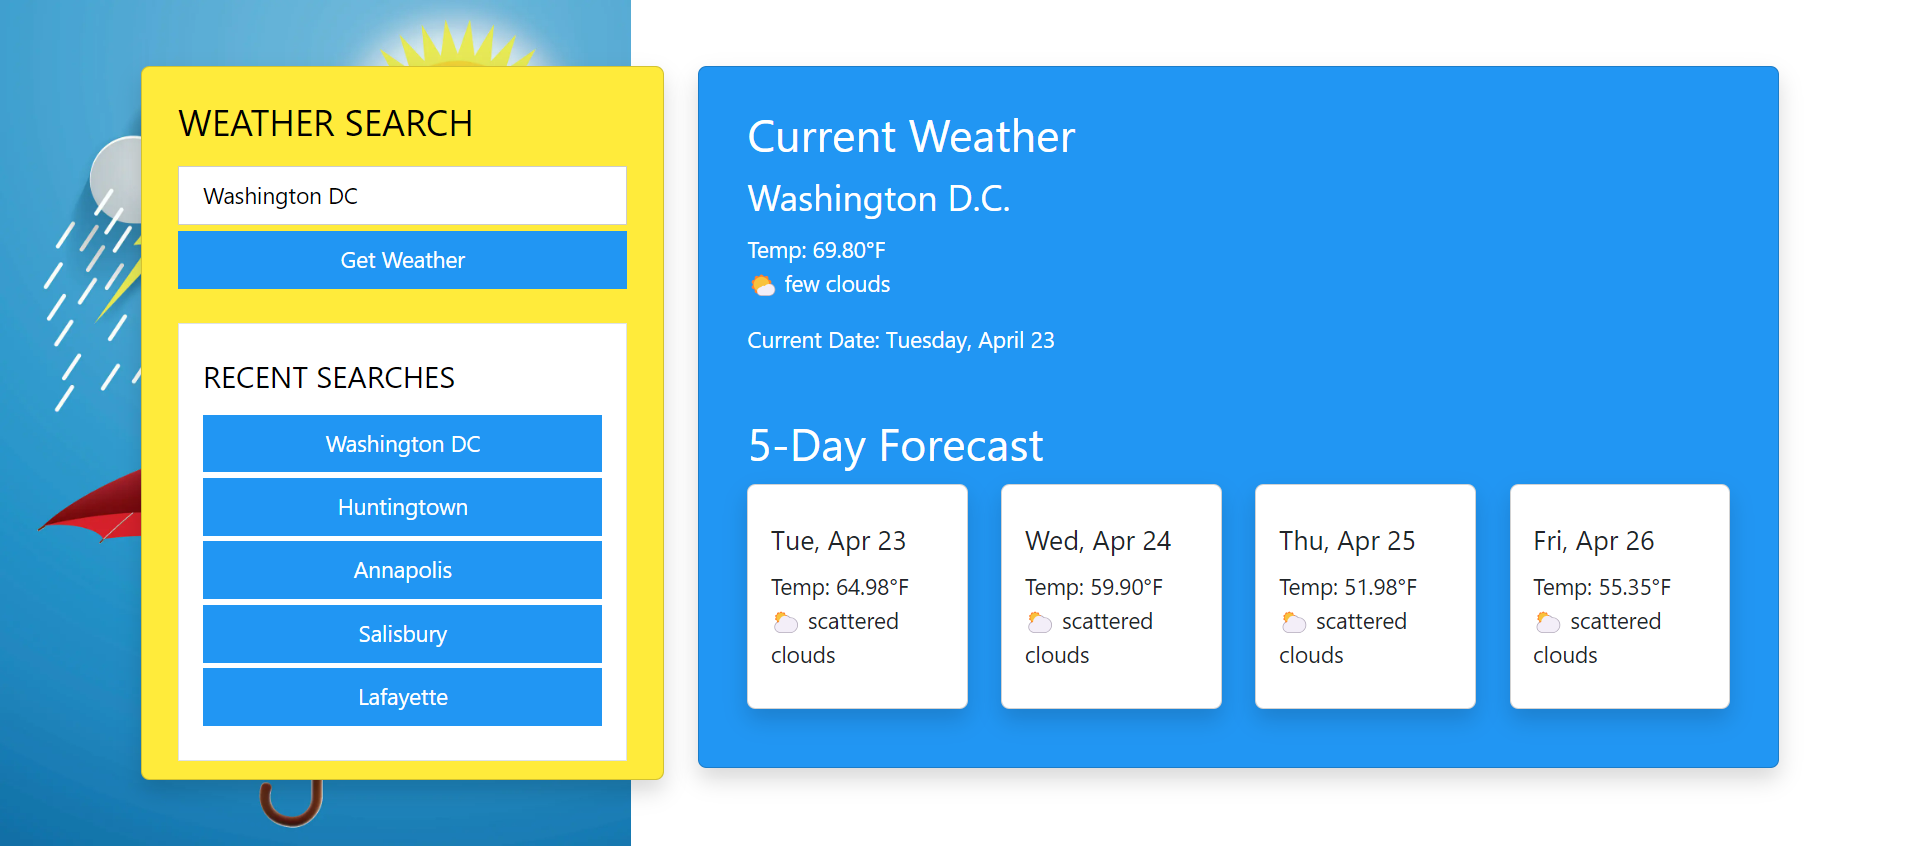 WEATHER SEARCH
Washington DC
Get Weather
RECENT SEARCHES
Washington DC
Huntingtown
Annapolis
Salisbury
Lafayette
Current Weather
Washington D.C.
Temp: 69.80°F
few clouds
Current Date: Tuesday, April 23
5-Day Forecast
Tue, Apr 23
Temp: 64.98°F
scattered
clouds
Wed, Apr 24
Temp: 59.90°F
scattered
clouds
Thu, Apr 25
Temp: 51.98°F
scattered
clouds
Fri, Apr 26
Temp: 55.35°F
scattered
clouds